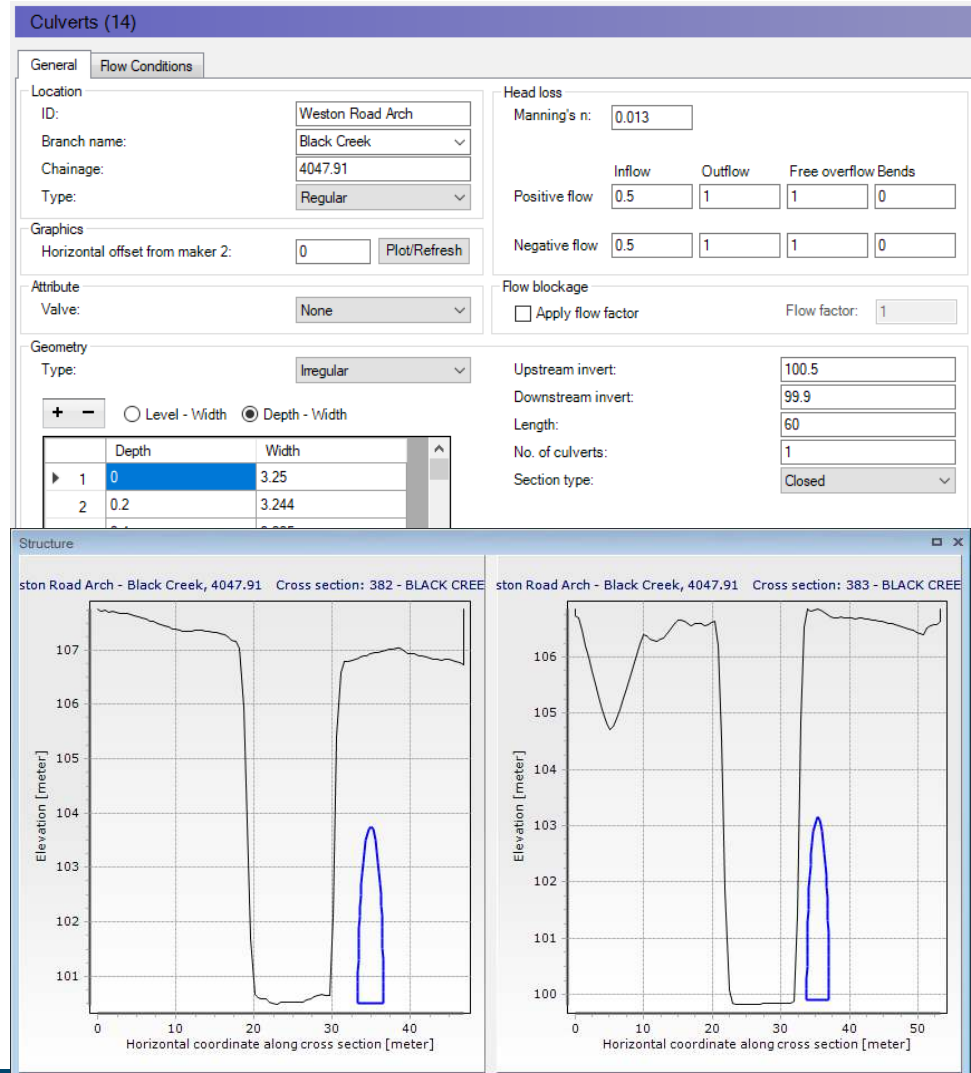 Culverts (14)
General Flow Conditions
Location
ID: Weston Road Arch
Branch name: Black Creek
Chainage: 4047.91
Type: Regular
Graphics
Horizontal offset from maker 2: 0 Plot/Refresh
Attribute
Valve: None
Head loss
Manning's n: 0.013
Inflow Outflow Free overflow Bends
Positive flow 0.5 1 1 0
Negative flow 0.5 1 1 0
Flow blockage
Apply flow factor Flow factor: 1
Geometry
Type: Irregular
+ − Level - Width Depth - Width
Depth Width
1 0 3.25
2 0.2 3.244
Upstream invert: 100.5
Downstream invert: 99.9
Length: 60
No. of culverts: 1
Section type: Closed
Structure
ston Road Arch - Black Creek, 4047.91 Cross section: 382 - BLACK CREE
107
106
105
104
103
102
101
Elevation [meter]
0 10 20 30 40
Horizontal coordinate along cross section [meter]
ston Road Arch - Black Creek, 4047.91 Cross section: 383 - BLACK CREE
106
105
104
103
102
101
100
Elevation [meter]
0 10 20 30 40 50
Horizontal coordinate along cross section [meter]